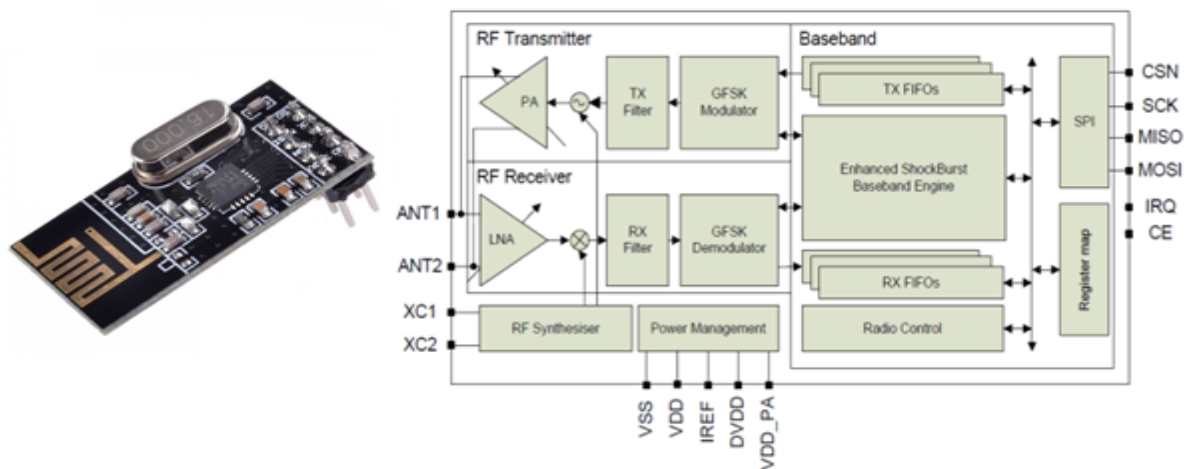 16.000
RF Transmitter
PA
TX
Filter
GFSK
Modulator
RF Receiver
LNA
RX
Filter
GFSK
Demodulator
RF Synthesiser
Power Management
Baseband
TX FIFOs
Enhanced ShockBurst
Baseband Engine
RX FIFOs
Radio Control
SPI
Register map
ANT1
ANT2
XC1
XC2
VSS
VDD
IREF
DVDD
VDD_PA
CSN
SCK
MISO
MOSI
IRQ
CE